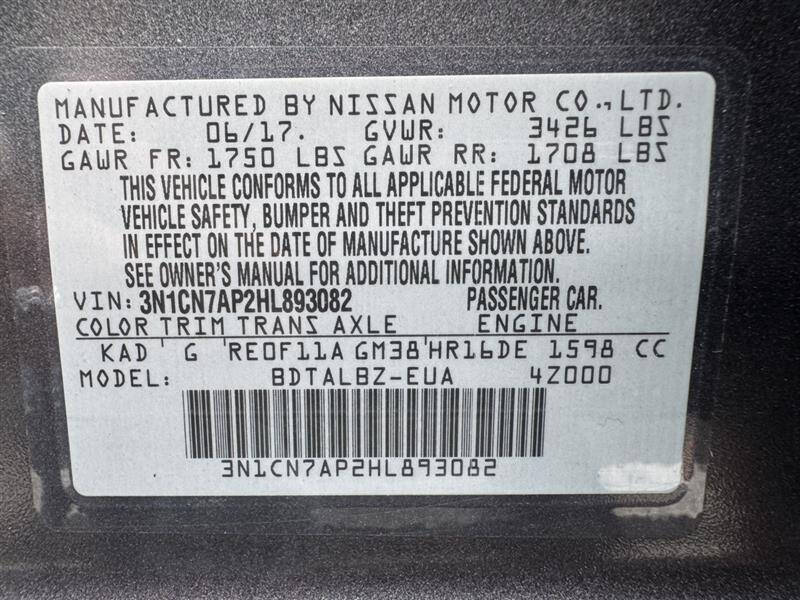 MANUFACTURED BY NISSAN MOTOR CO.,LTD.
DATE: 06/17. GVWR: 3426 LBS
GAWR FR: 1750 LBS GAWR RR: 1708 LBS
THIS VEHICLE CONFORMS TO ALL APPLICABLE FEDERAL MOTOR
VEHICLE SAFETY, BUMPER AND THEFT PREVENTION STANDARDS
IN EFFECT ON THE DATE OF MANUFACTURE SHOWN ABOVE.
SEE OWNER'S MANUAL FOR ADDITIONAL INFORMATION.
VIN: 3N1CN7AP2HL893082 PASSENGER CAR.
COLOR TRIM TRANS AXLE ENGINE
KAD G RE0F11A GM38 HR16DE 1598 CC
MODEL: BDTALBZ-EUA 4Z000
3N1CN7AP2HL893082